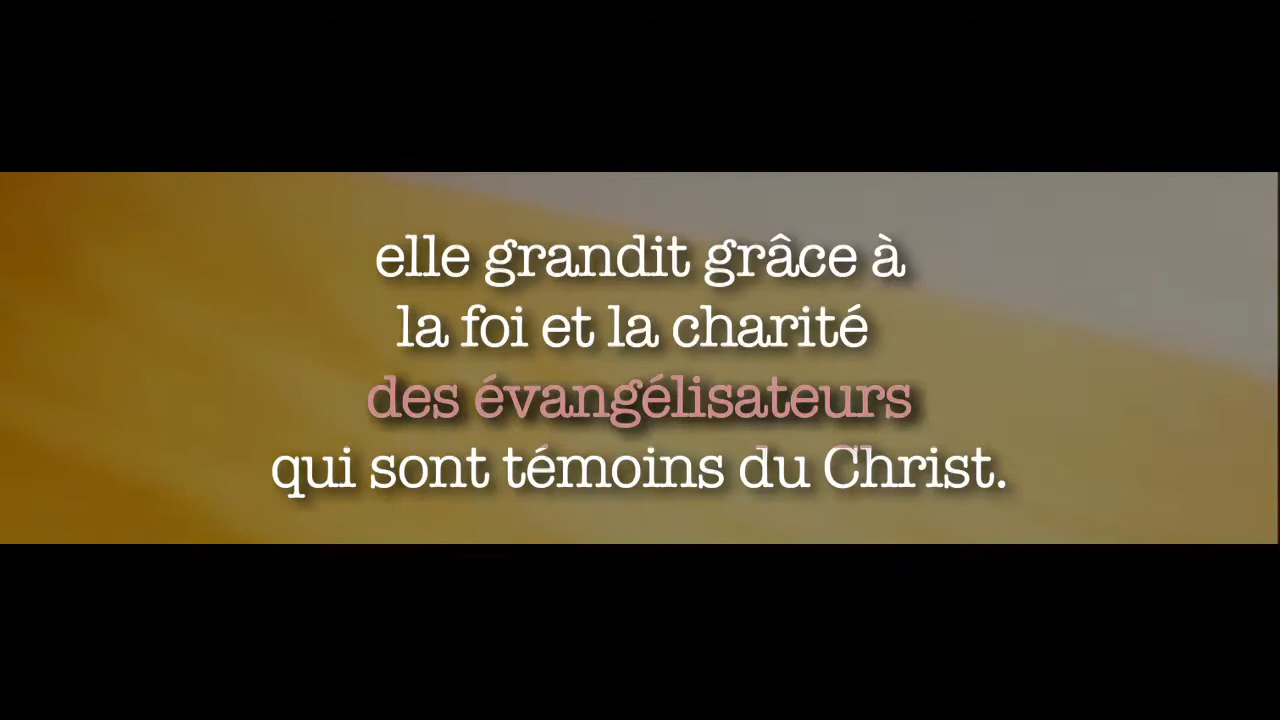 elle grandit grâce à
la foi et la charité
des évangélisateurs
qui sont témoins du Christ.